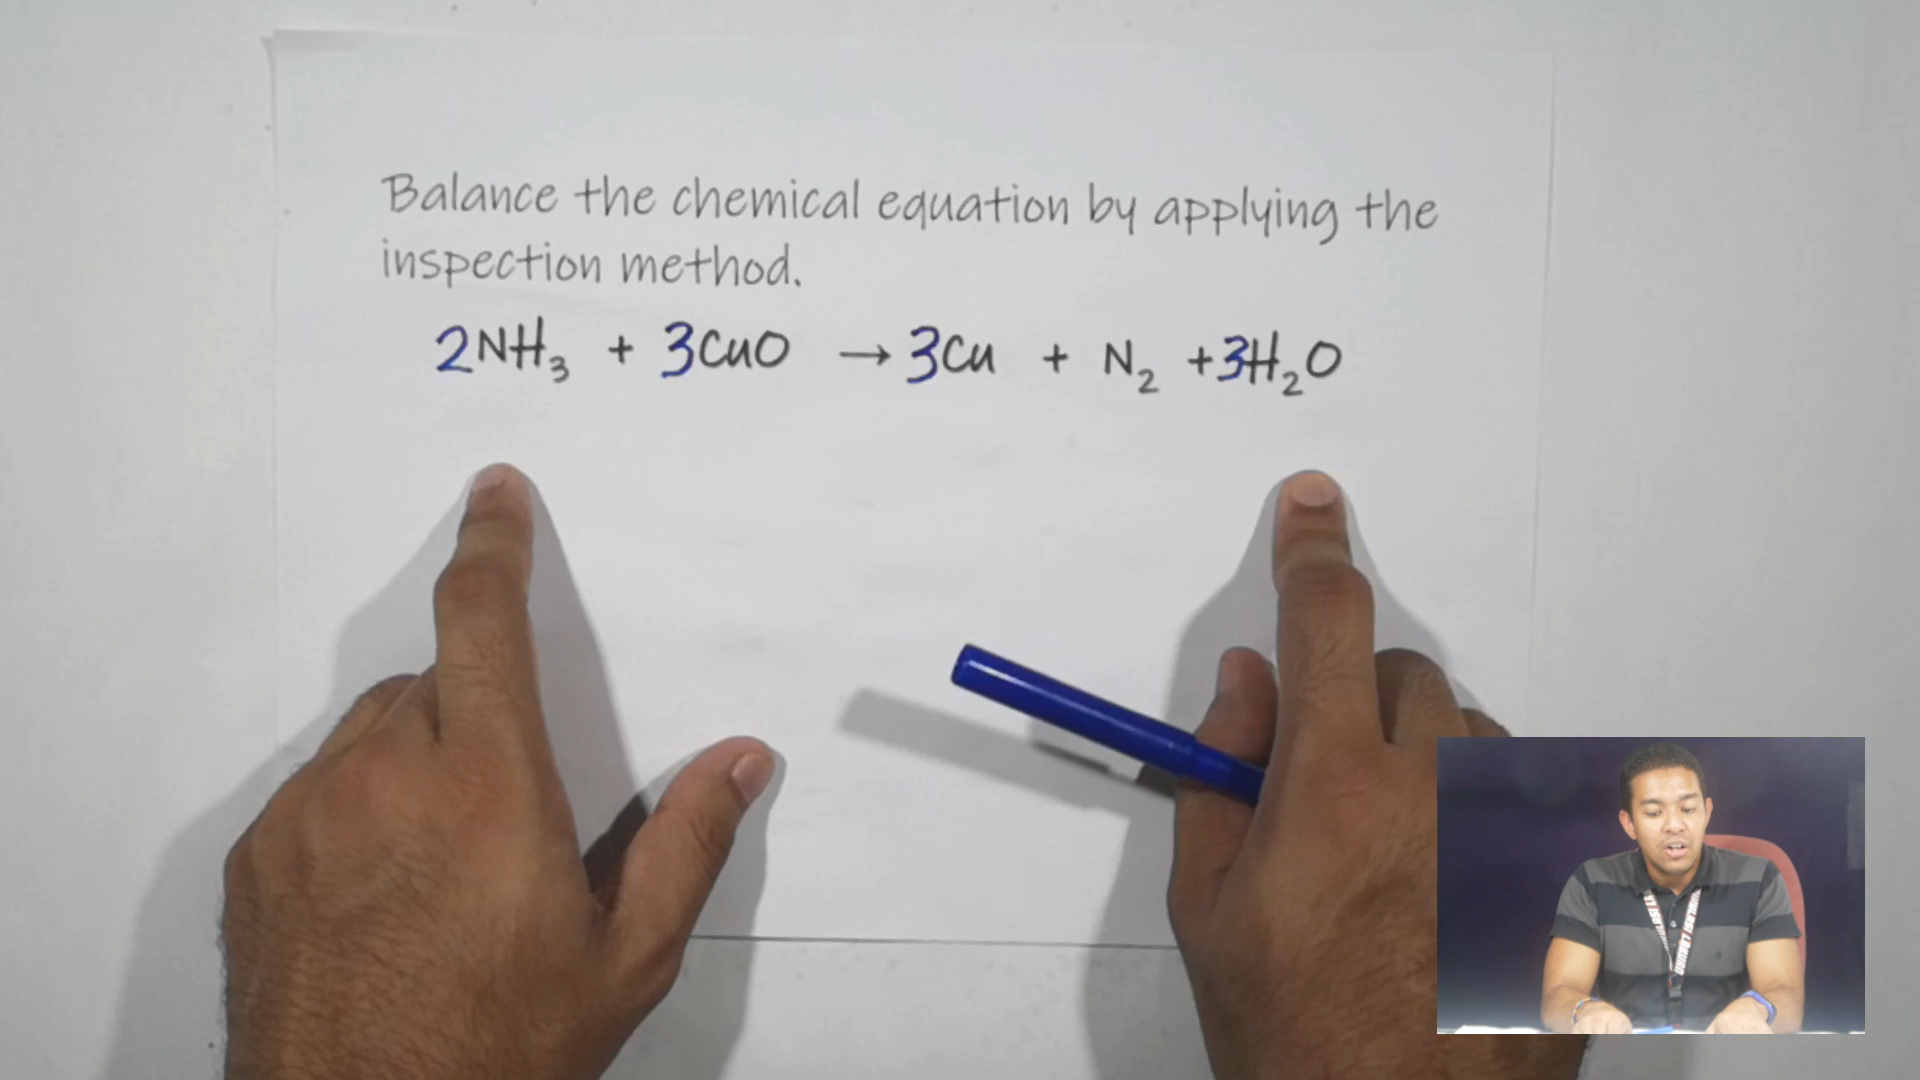 Balance the chemical equation by applying the
inspection method.
2NH₃ + 3CuO → 3Cu + N₂ +3H₂O